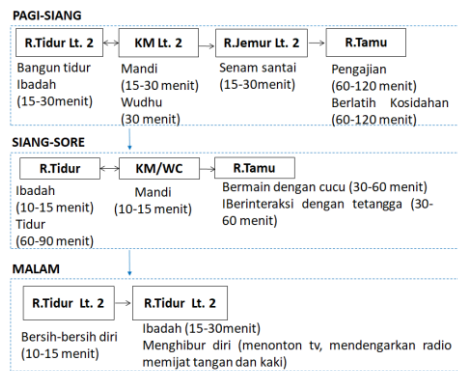 PAGI-SIANG
R.Tidur Lt. 2
KM Lt. 2
R.Jemur Lt. 2
R.Tamu
Bangun tidur
Ibadah
(15-30menit)
Mandi
(15-30 menit)
Wudhu
(30 menit)
Senam santai
(15-30menit)
Pengajian
(60-120 menit)
Berlatih Kosidahan
(60-120 menit)
SIANG-SORE
R.Tidur
KM/WC
R.Tamu
Ibadah
(10-15 menit)
Tidur
(60-90 menit)
Mandi
(10-15 menit)
Bermain dengan cucu (30-60 menit)
IBerinteraksi dengan tetangga (30-
60 menit)
MALAM
R.Tidur Lt. 2
R.Tidur Lt. 2
Bersih-bersih diri
(10-15 menit)
Ibadah (15-30menit)
Menghibur diri (menonton tv, mendengarkan radio
memijat tangan dan kaki)